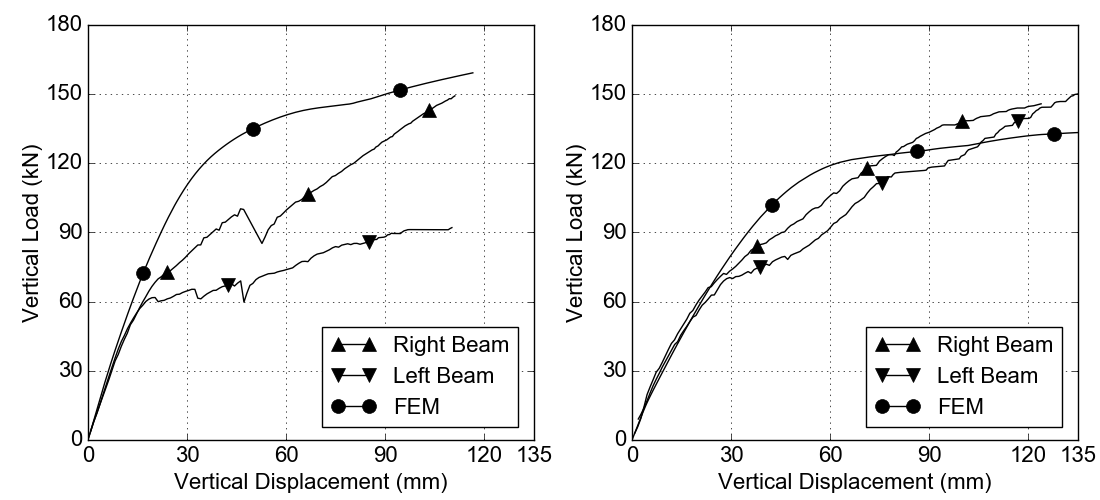 180
150
120
90
60
30
0
Vertical Load (kN)
0 30 60 90 120 135
Vertical Displacement (mm)
Right Beam
Left Beam
FEM
180
150
120
90
60
30
0
Vertical Load (kN)
0 30 60 90 120 135
Vertical Displacement (mm)
Right Beam
Left Beam
FEM